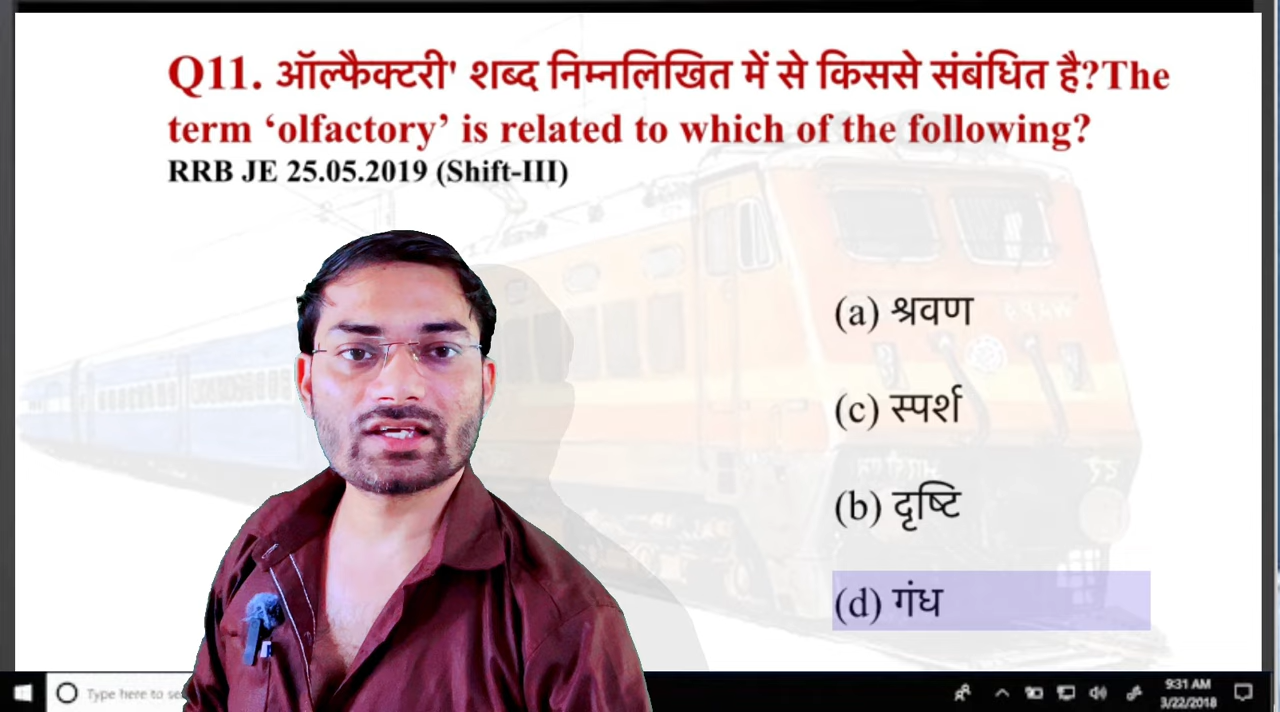 Q11. ऑल्फैक्टरी' शब्द निम्नलिखित में से किससे संबंधित है?The
term ‘olfactory’ is related to which of the following?
RRB JE 25.05.2019 (Shift-III)
(a) श्रवण
(c) स्पर्श
(b) दृष्टि
(d) गंध
Type here to
9:31 AM
3/22/2018